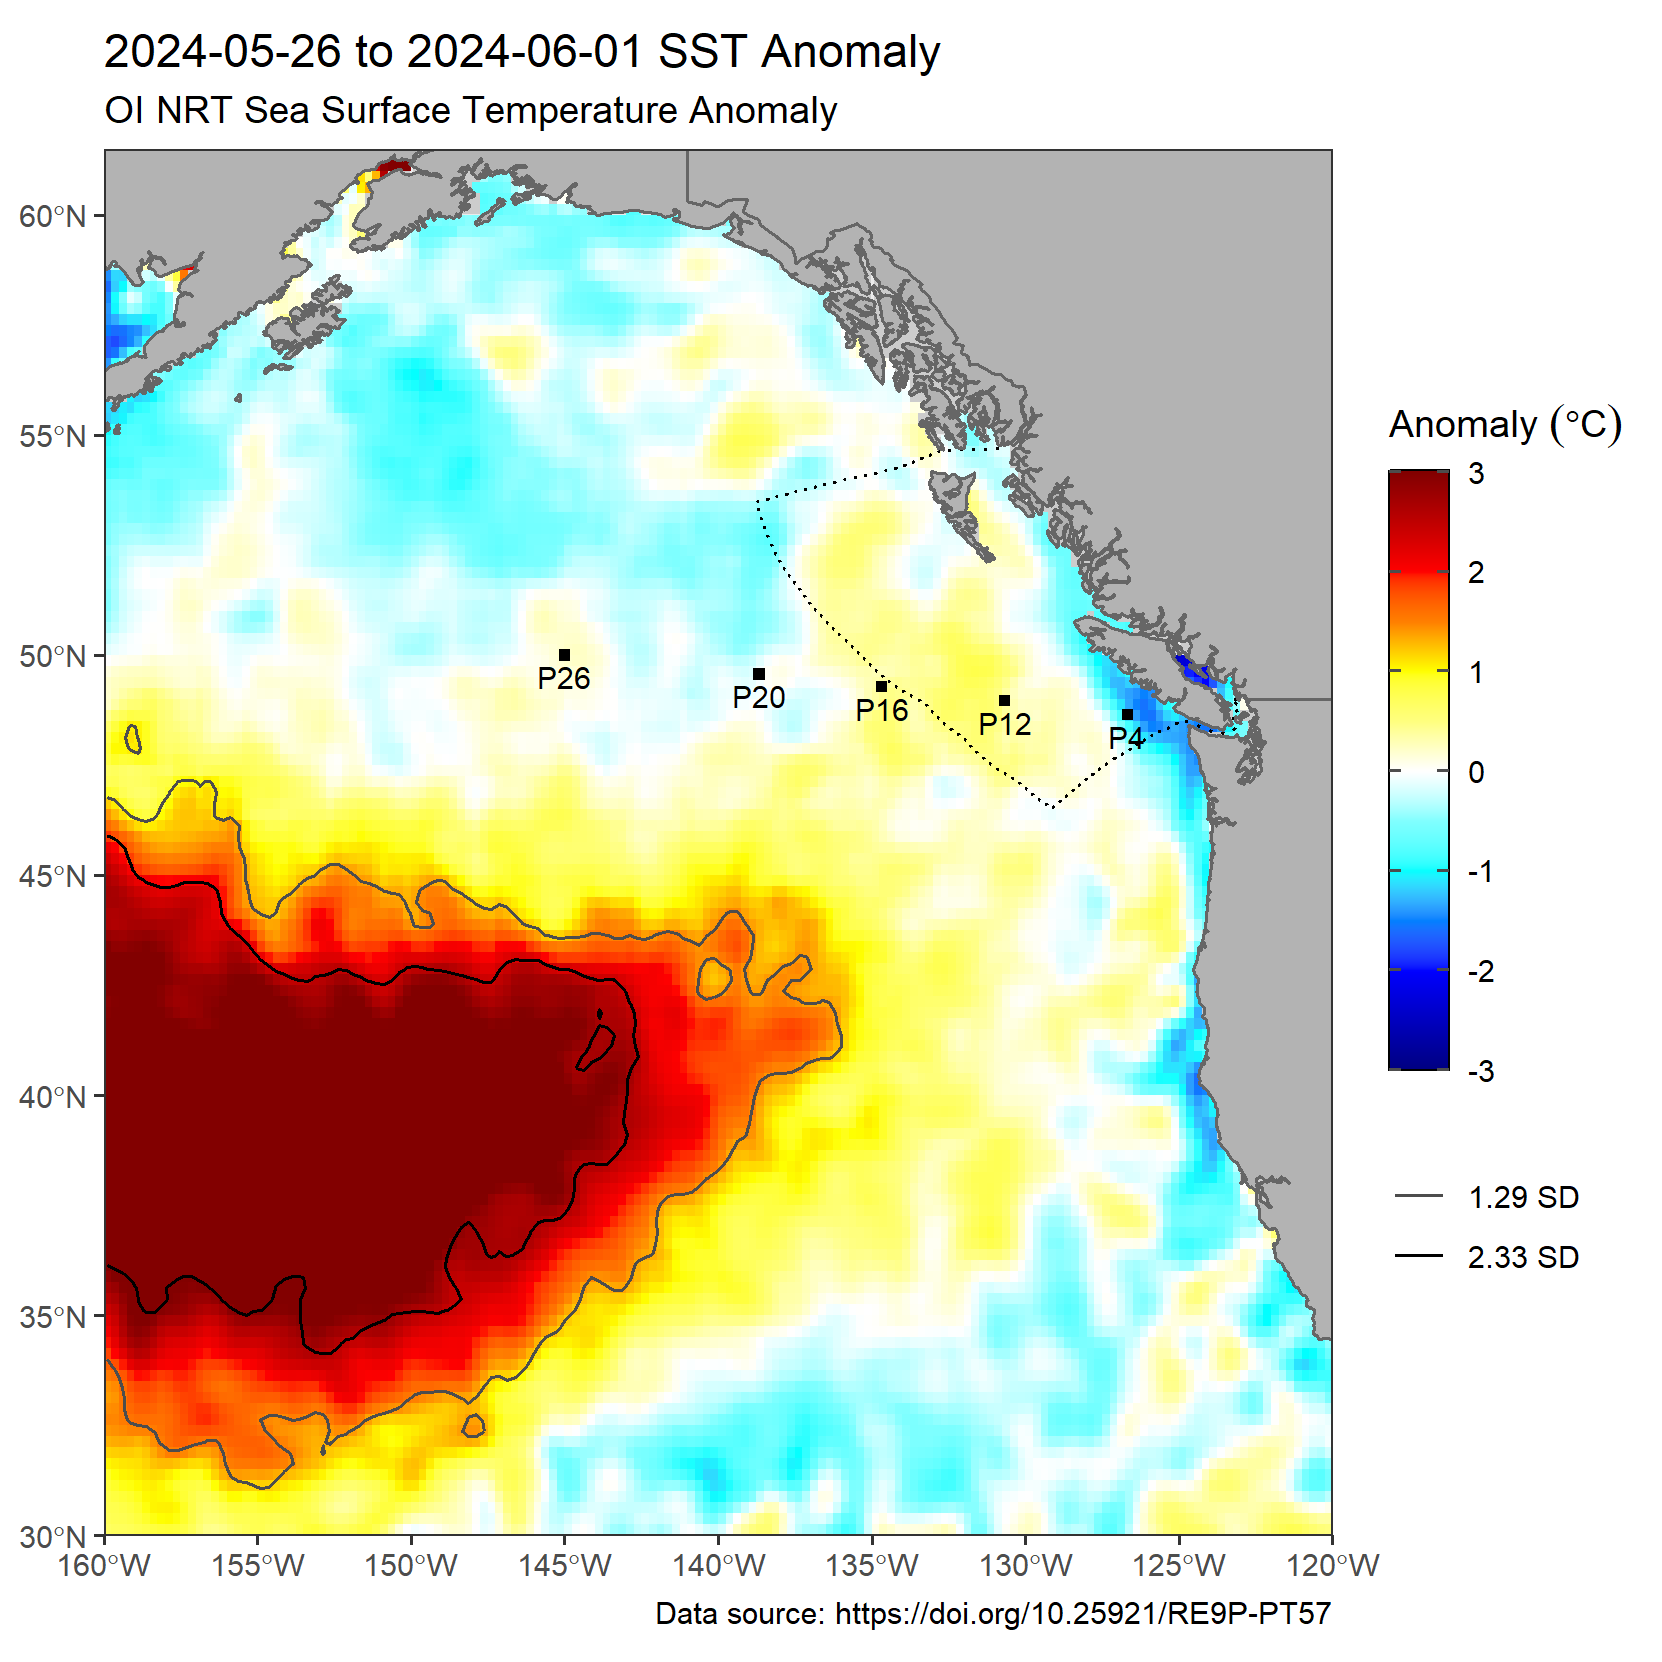 2024-05-26 to 2024-06-01 SST Anomaly
OI NRT Sea Surface Temperature Anomaly
60°N
55°N
50°N
45°N
40°N
35°N
30°N
160°W
155°W
150°W
145°W
140°W
135°W
130°W
125°W
120°W
P26
P20
P16
P12
P4
Anomaly (°C)
3
2
1
0
-1
-2
-3
1.29 SD
2.33 SD
Data source: https://doi.org/10.25921/RE9P-PT57